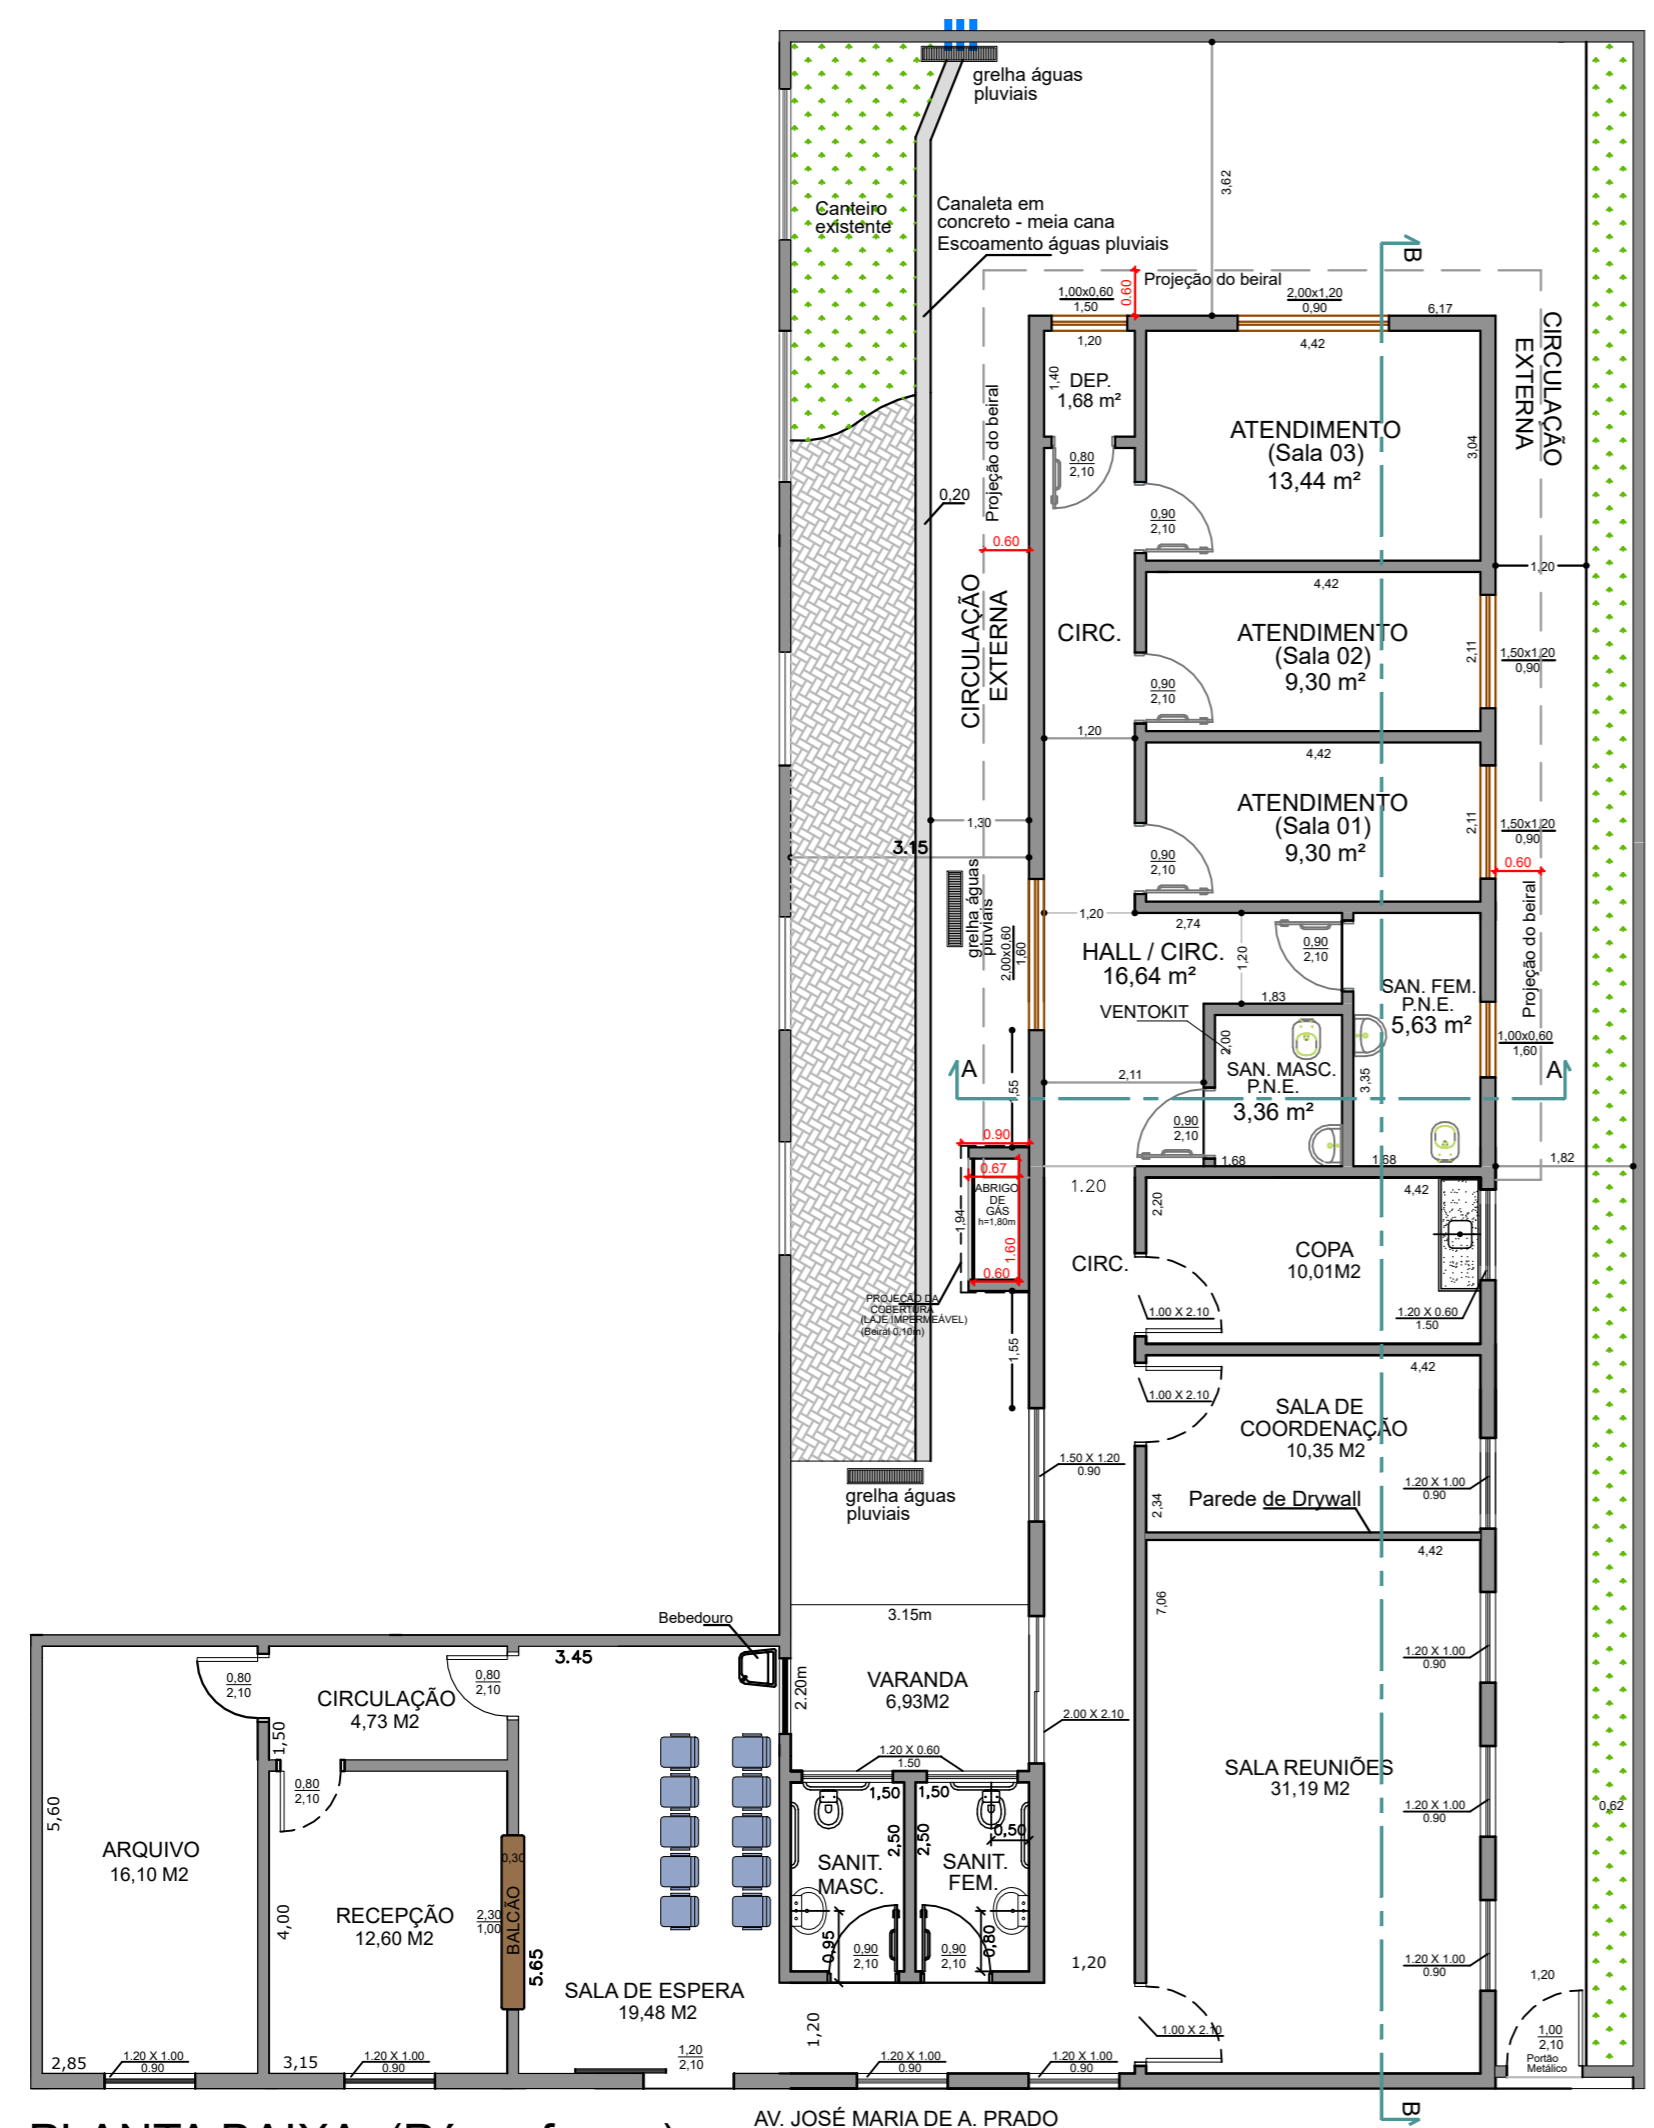 grelha águas
pluviais
3,62
Canteiro
existente
Canaleta em
concreto - meia cana
Escoamento águas pluviais
B
Projeção do beiral
0.60
1,00x0,60
1,50
2,00x1,20
0,90
6,17
1,20
4,42
CIRCULAÇÃO
EXTERNA
1,40
DEP.
1,68 m²
Projeção do beiral
ATENDIMENTO
(Sala 03)
13,44 m²
3,04
0,80
2,10
0,20
0,90
2,10
0.60
1,20
4,42
CIRCULAÇÃO
EXTERNA
CIRC.
ATENDIMENTO
(Sala 02)
9,30 m²
2,11
1,50x1,20
0,90
0,90
2,10
1,20
4,42
ATENDIMENTO
(Sala 01)
9,30 m²
2,11
1,50x1,20
0,90
1,30
3.15
0,90
2,10
0.60
grelha águas
pluviais
1,20
2,74
2,00x0,60
1,60
HALL / CIRC.
16,64 m²
1,20
0,90
2,10
Projeção do beiral
1,83
SAN. FEM.
P.N.E.
5,63 m²
VENTOKIT
2,00
1,00x0,60
1,60
A
A
1,55
2,11
SAN. MASC.
P.N.E.
3,36 m²
3,35
0,90
2,10
0.90
1,68
1,68
1,82
0.67
ABRIGO
DE
GÁS
h=1,80m
1,94
1.60
0.60
1.20
2,20
4,42
CIRC.
COPA
10,01M2
PROJEÇÃO DA
COBERTURA
(LAJE IMPERMEÁVEL)
(Beiral 0,10m)
1.00 X 2.10
1.20 X 0.60
1.50
1,55
4,42
1.00 X 2.10
SALA DE
COORDENAÇÃO
10,35 M2
1.50 X 1.20
0.90
1.20 X 1.00
0.90
grelha águas
pluviais
2,34
Parede de Drywall
4,42
7,06
3.15m
Bebedouro
3.45
1.20 X 1.00
0.90
0,80
2,10
0,80
2,10
CIRCULAÇÃO
4,73 M2
2.20m
VARANDA
6,93M2
2.00 X 2.10
1,50
1.20 X 0.60
1.50
SALA REUNIÕES
31,19 M2
0,80
2,10
1,50
1,50
1.20 X 1.00
0.90
0,62
5,60
0,50
ARQUIVO
16,10 M2
0,30
2,50
2,50
SANIT.
MASC.
SANIT.
FEM.
4,00
RECEPÇÃO
12,60 M2
2,30
1,00
BALCÃO
5.65
0,95
0,90
2,10
0,90
2,10
0,80
1,20
1.20 X 1.00
0.90
1,20
SALA DE ESPERA
19,48 M2
1,20
1.00 X 2.10
1,00
2,10
Portão
Metálico
2,85
1.20 X 1.00
0.90
3,15
1.20 X 1.00
0.90
1,20
2,10
1.20 X 1.00
0.90
1.20 X 1.00
0.90
B
AV. JOSÉ MARIA DE A. PRADO